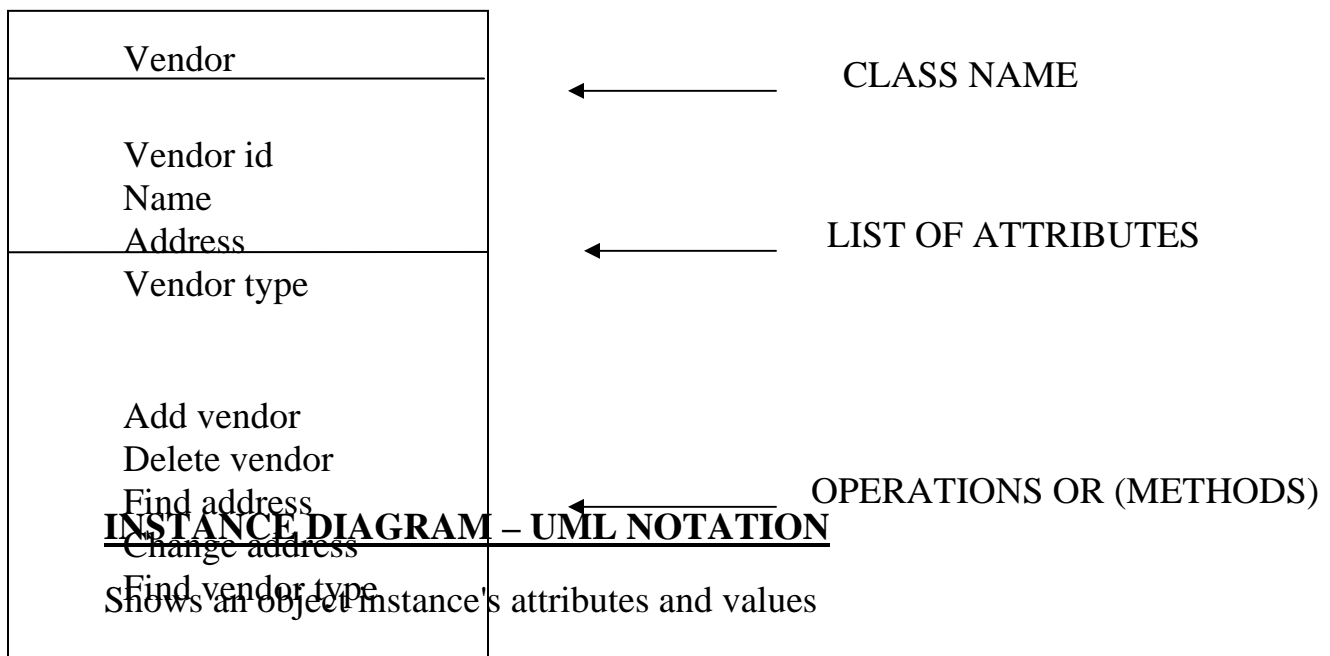 Vendor
CLASS NAME
Vendor id
Name
Address
LIST OF ATTRIBUTES
Vendor type
Add vendor
Delete vendor
Find address
OPERATIONS OR (METHODS)
INSTANCE DIAGRAM – UML NOTATION
Change address
Find vendor type
Shows an object instance's attributes and values